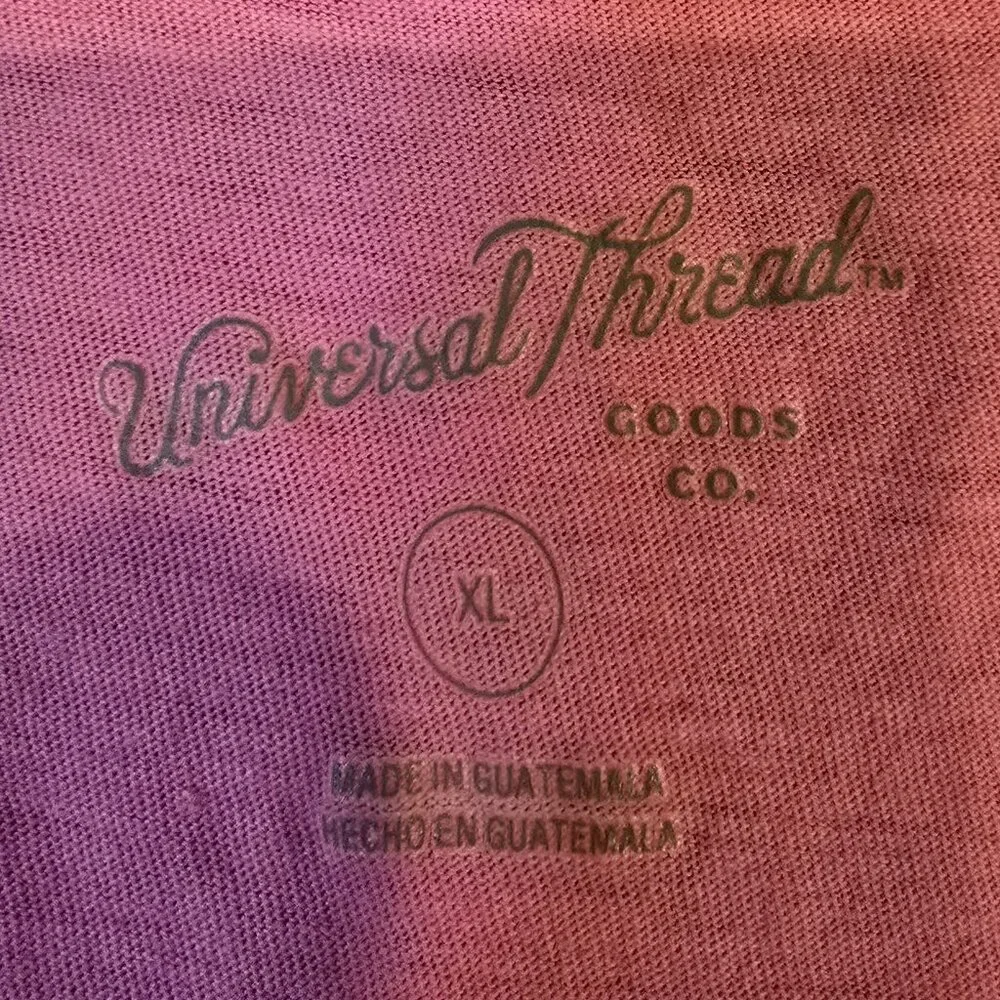 Universal Thread™
GOODS
CO.
XL
MADE IN GUATEMALA
HECHO EN GUATEMALA